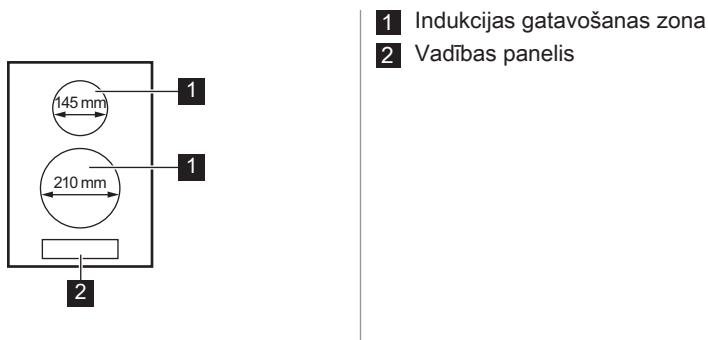 145 mm
1
210 mm
1
2
1 Indukcijas gatavošanas zona
2 Vadības panelis